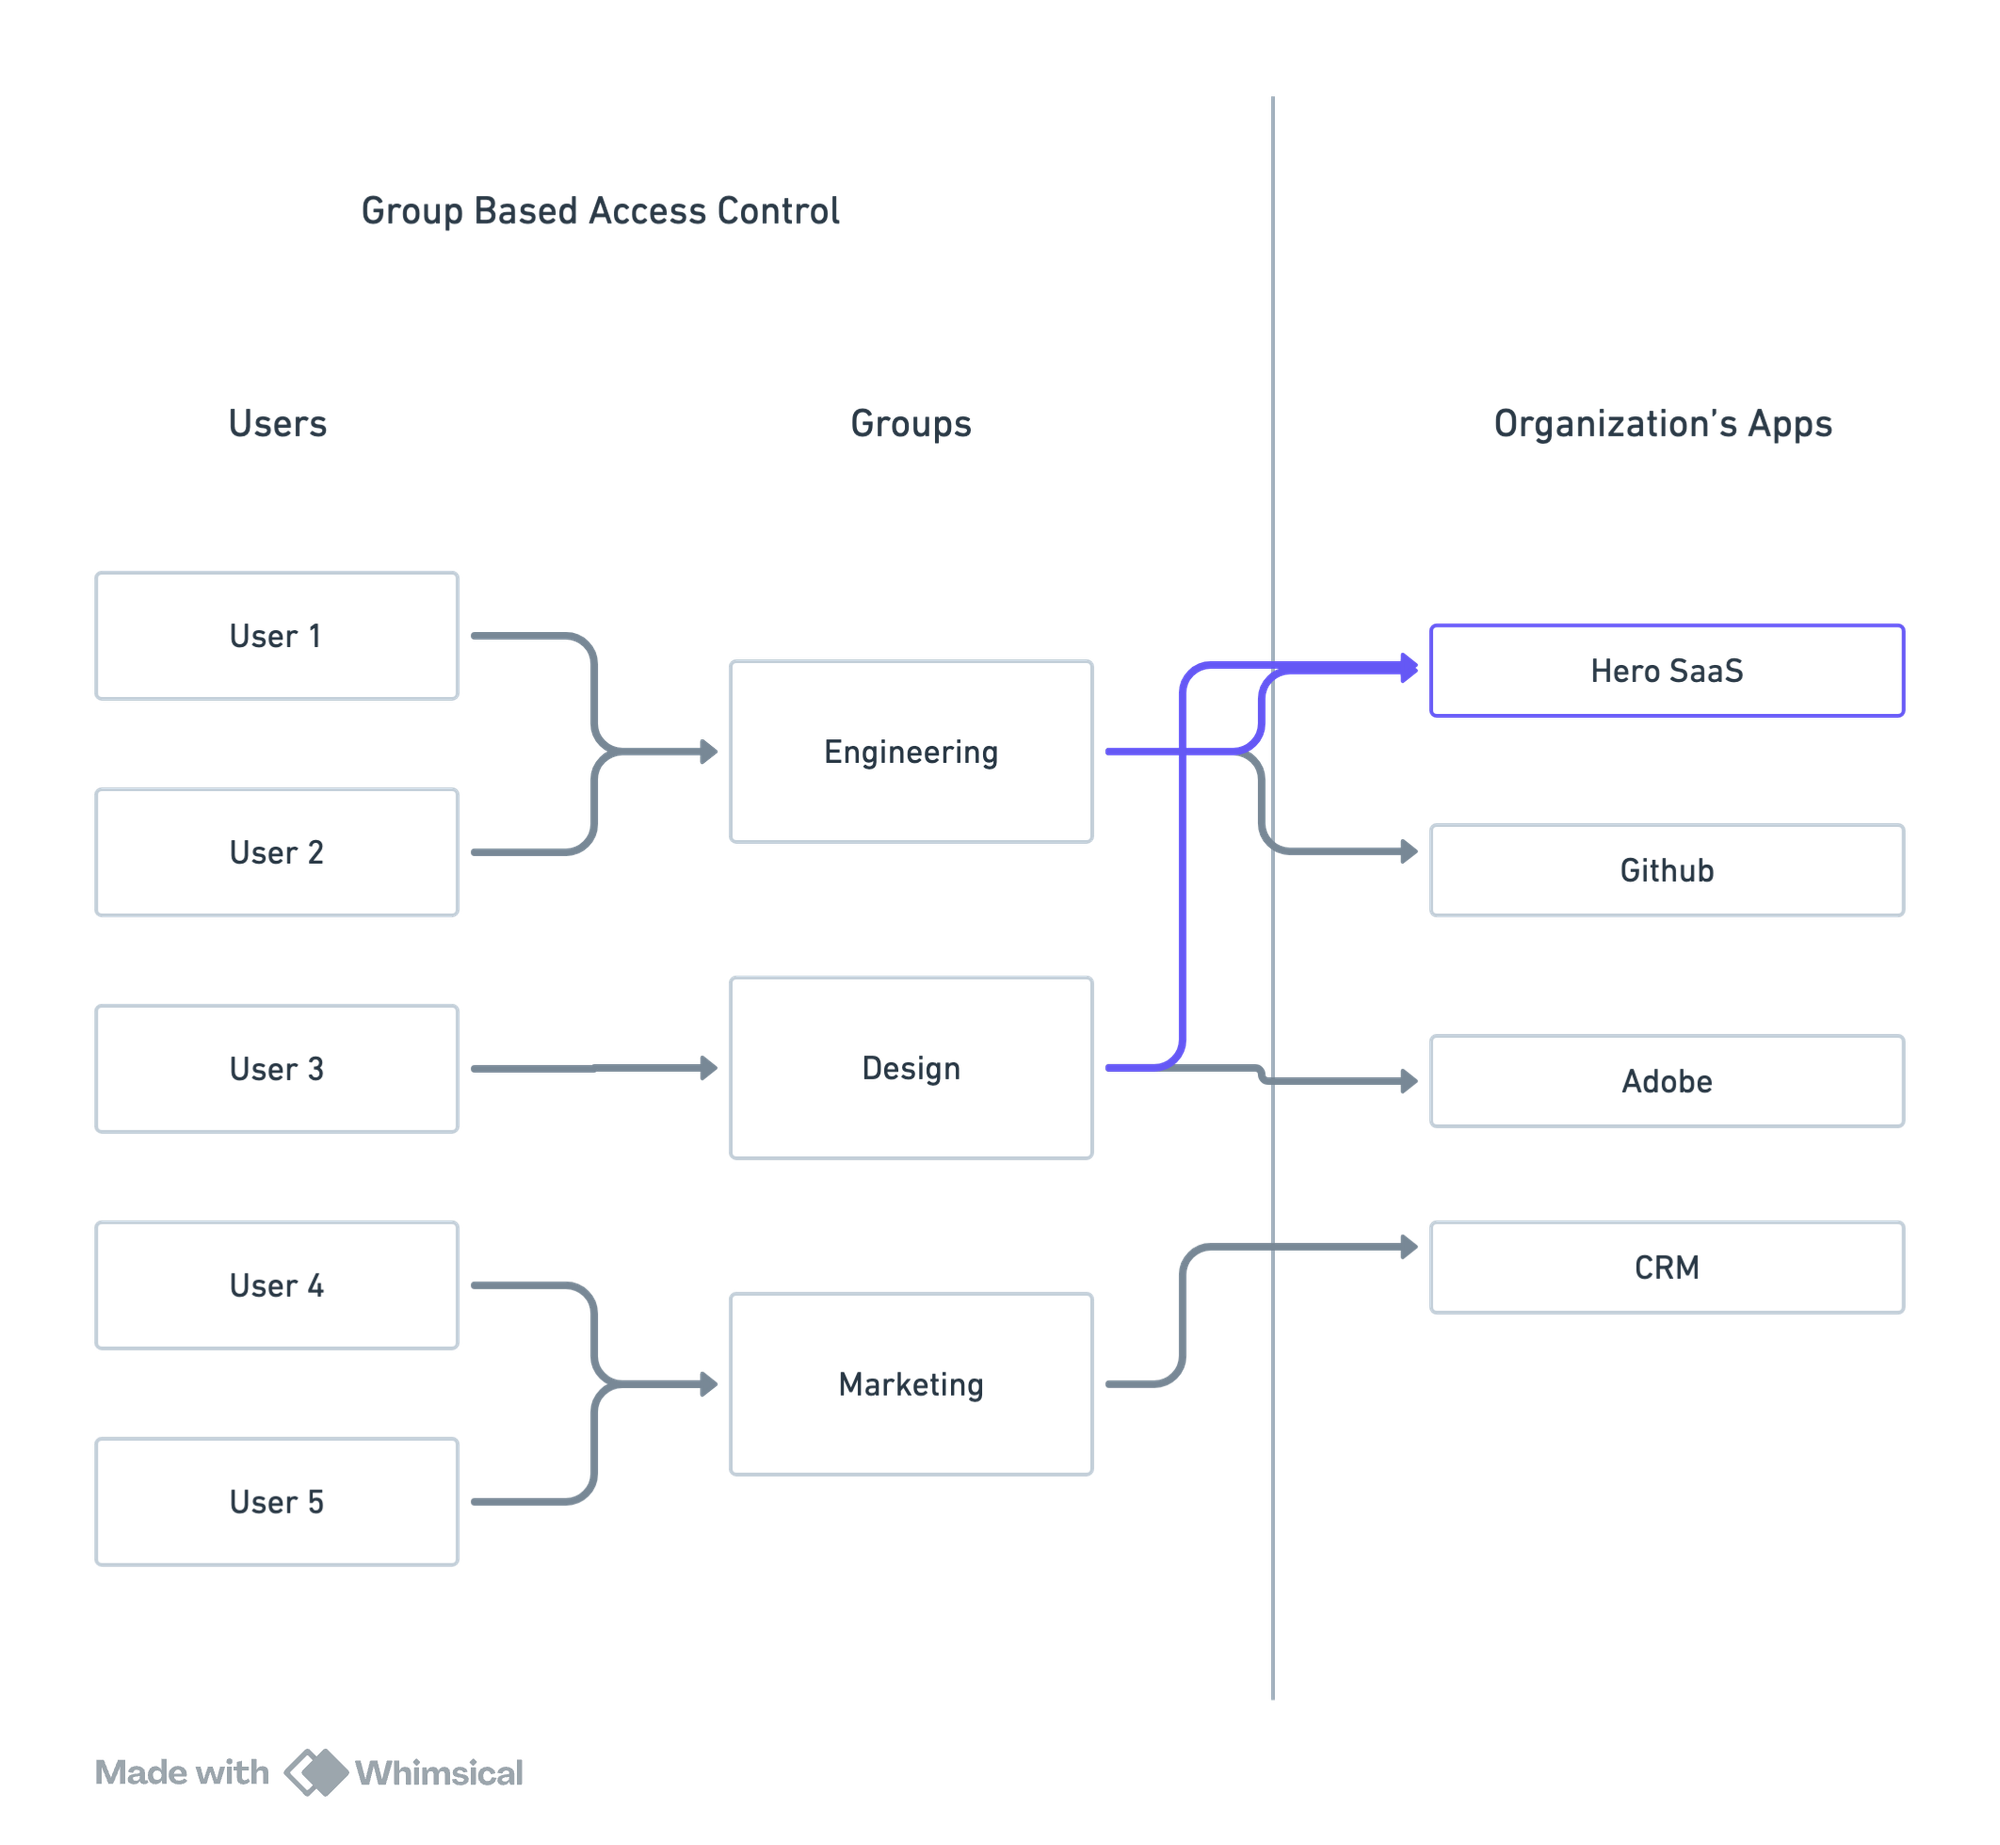 Group Based Access Control
Users
Groups
Organization's Apps
User 1
User 2
User 3
User 4
User 5
Engineering
Design
Marketing
Hero SaaS
Github
Adobe
CRM
Made with Whimsical